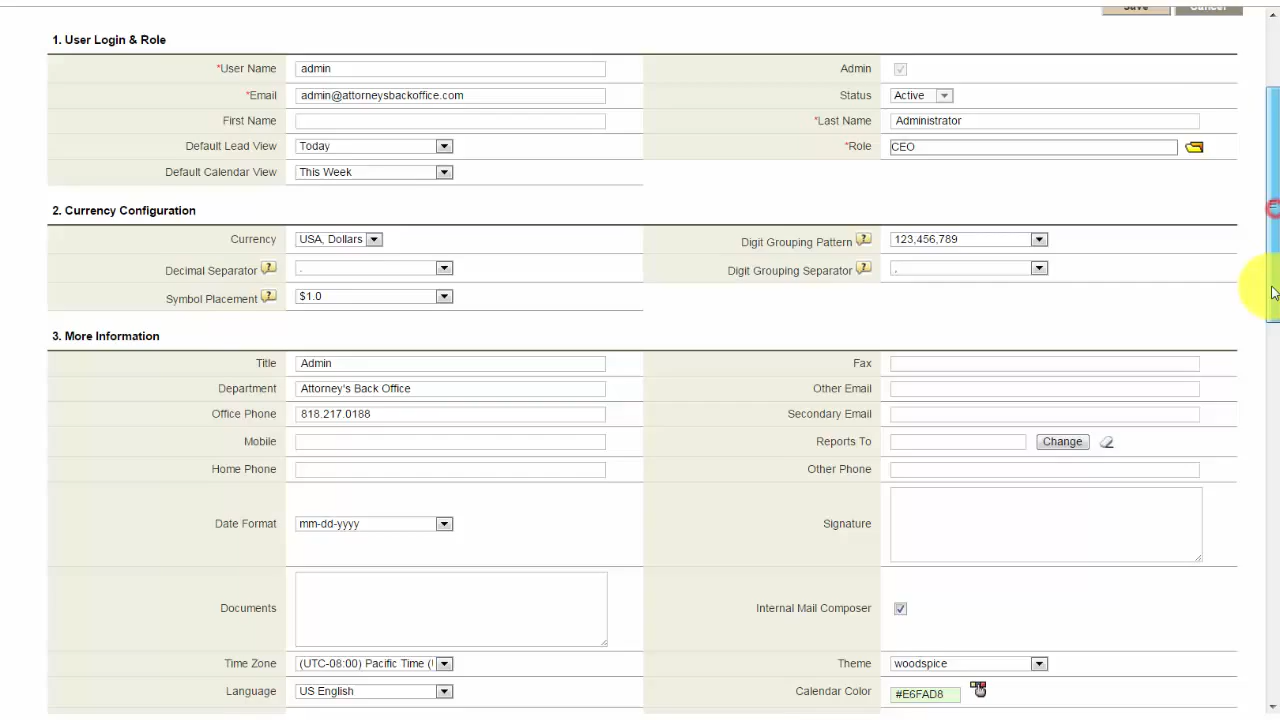 Save Cancel
1. User Login & Role
*User Name admin Admin
*Email admin@attorneysbackoffice.com Status Active
First Name *Last Name Administrator
Default Lead View Today *Role CEO
Default Calendar View This Week
2. Currency Configuration
Currency USA, Dollars Digit Grouping Pattern ? 123,456,789
Decimal Separator ? . Digit Grouping Separator ? ,
Symbol Placement ? $1.0
3. More Information
Title Admin Fax
Department Attorney's Back Office Other Email
Office Phone 818.217.0188 Secondary Email
Mobile Reports To Change
Home Phone Other Phone
Date Format mm-dd-yyyy Signature
Documents Internal Mail Composer
Time Zone (UTC-08:00) Pacific Time ( Theme woodspice
Language US English Calendar Color #E6FAD8